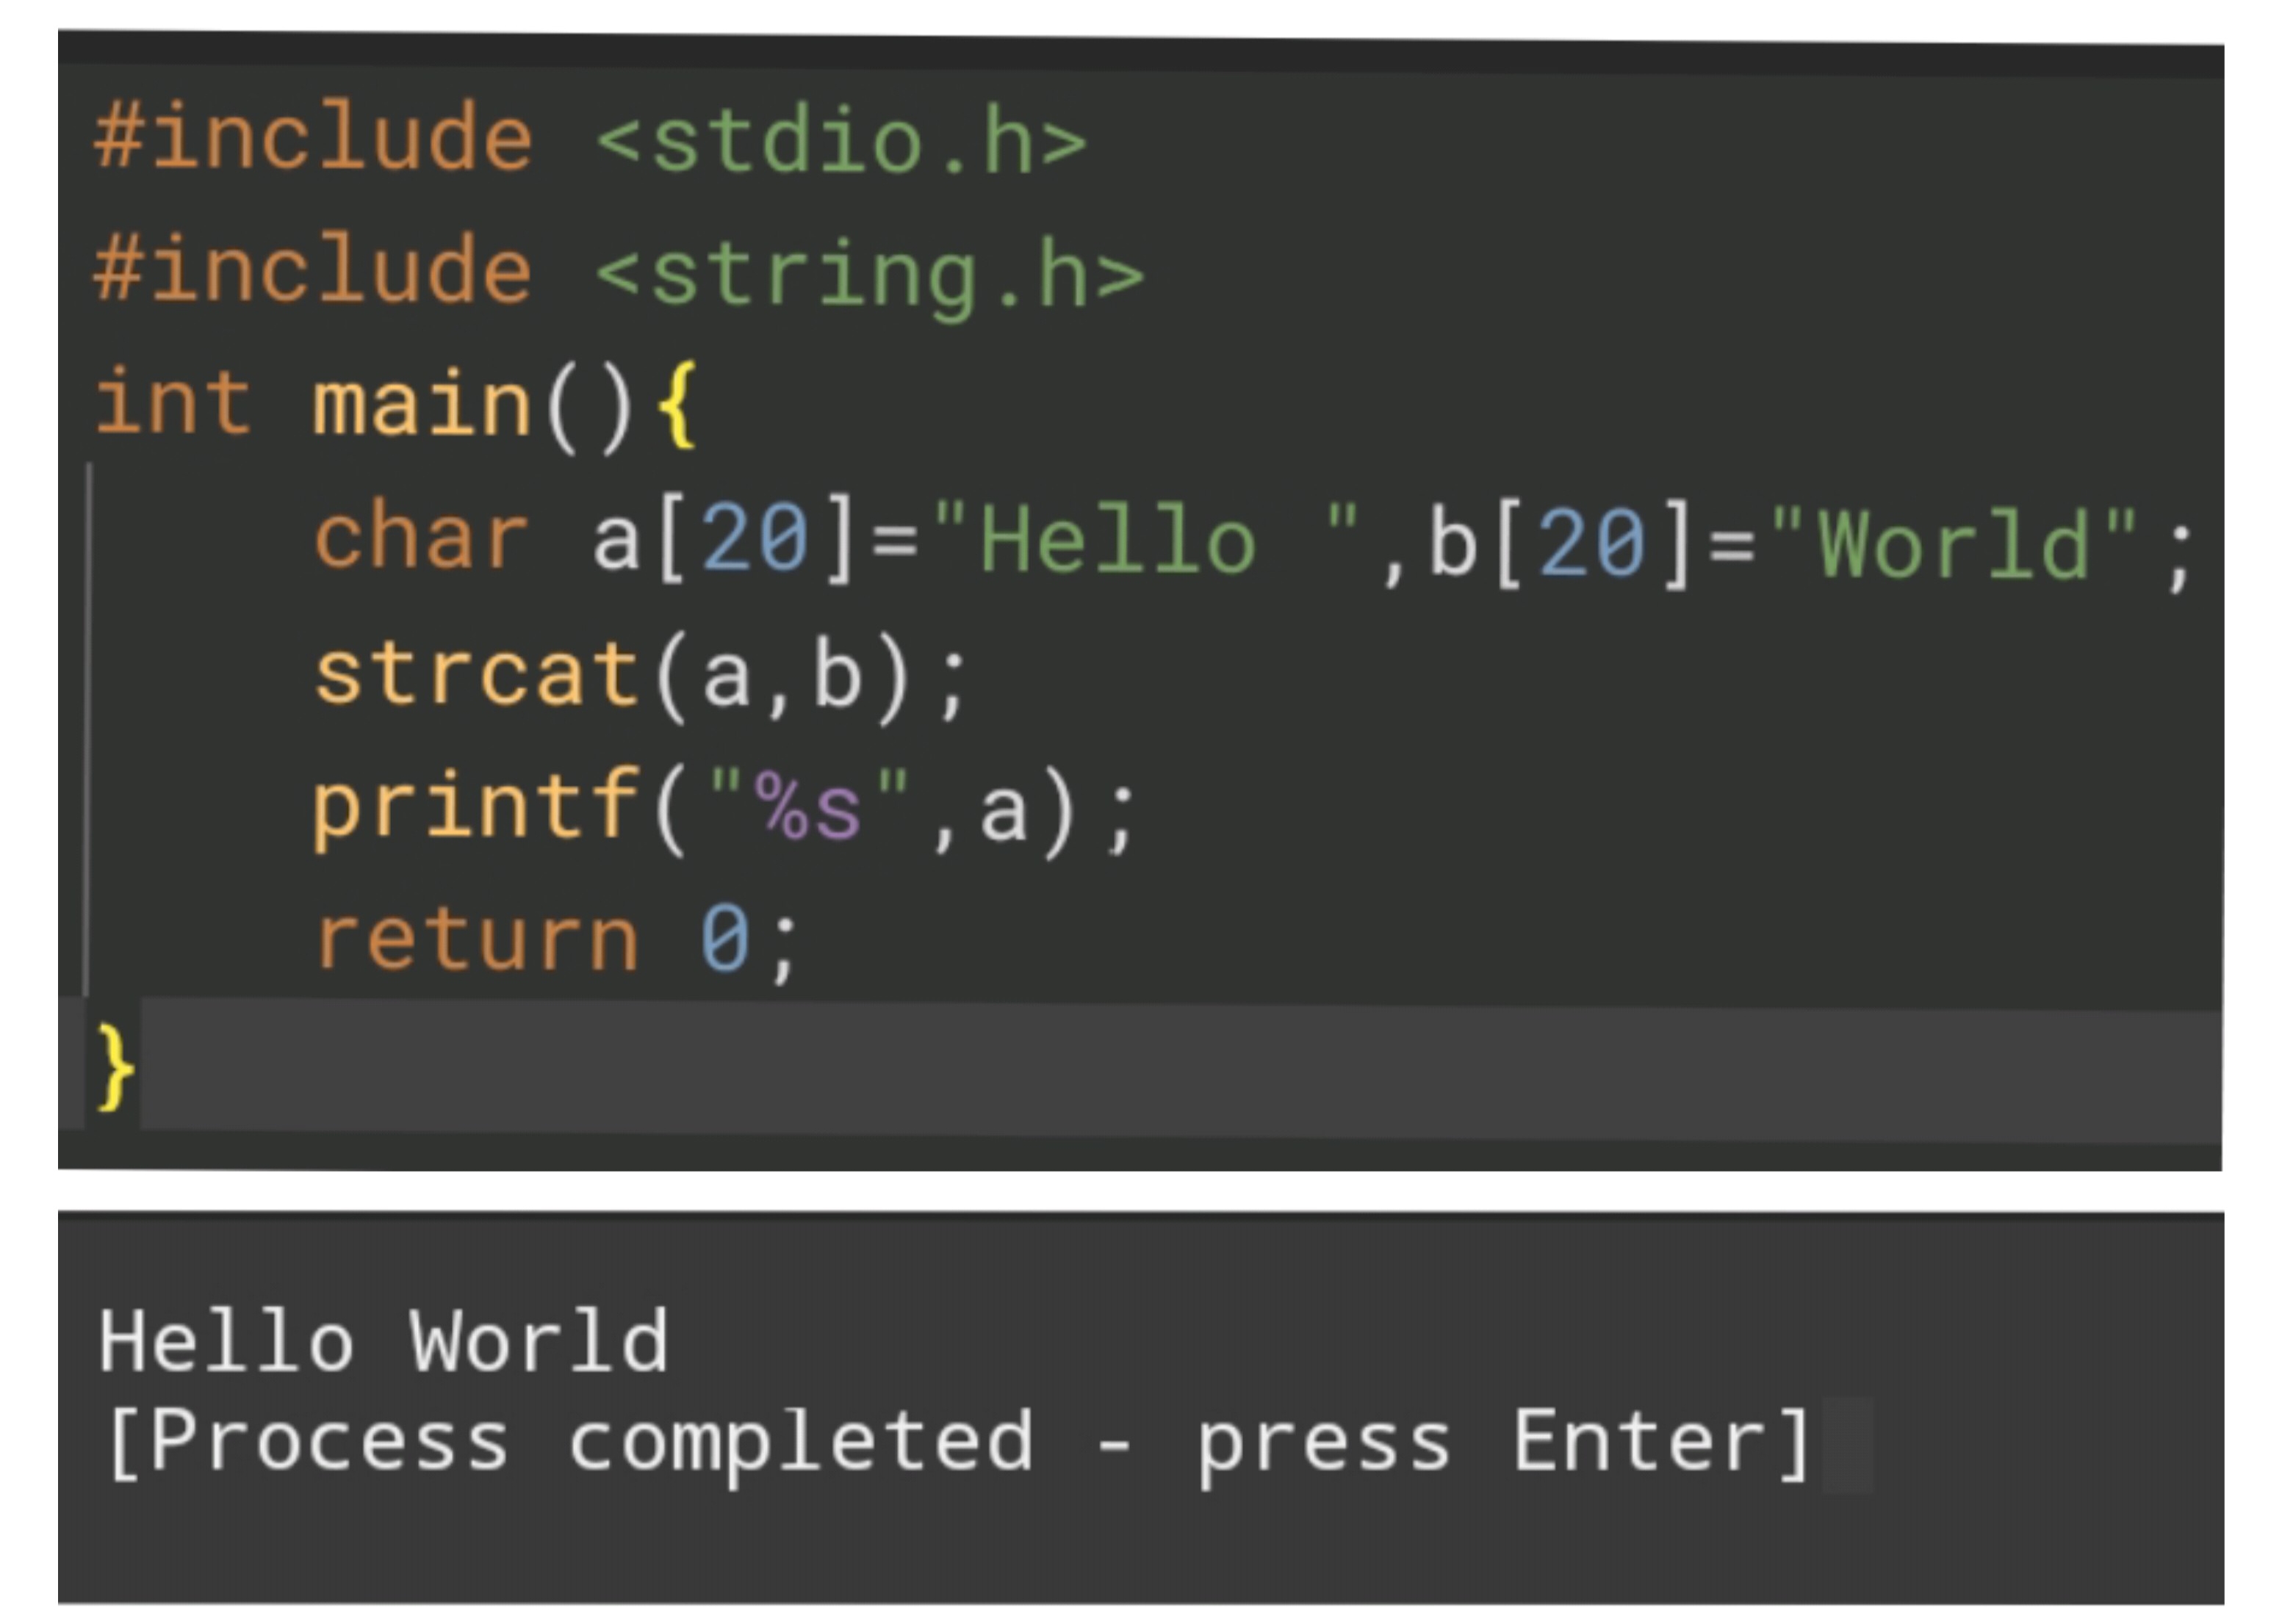 #include <stdio.h>
#include <string.h>
int main(){
    char a[20]="Hello ",b[20]="World";
    strcat(a,b);
    printf("%s",a);
    return 0;
}
Hello World
[Process completed - press Enter]